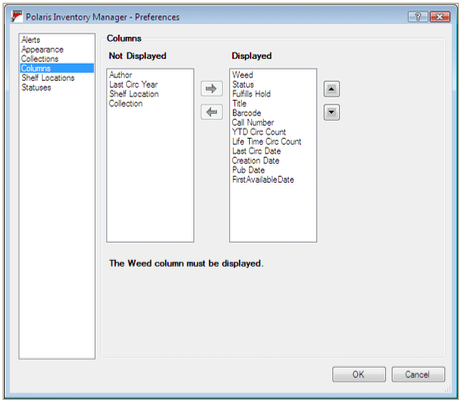 Polaris Inventory Manager - Preferences
Alerts
Appearance
Collections
Columns
Shelf Locations
Statuses
Columns
Not Displayed
Author
Last Circ Year
Shelf Location
Collection
Displayed
Weed
Status
Fulfills Hold
Title
Barcode
Call Number
YTD Circ Count
Life Time Circ Count
Last Circ Date
Creation Date
Pub Date
FirstAvailableDate
The Weed column must be displayed.
OK
Cancel